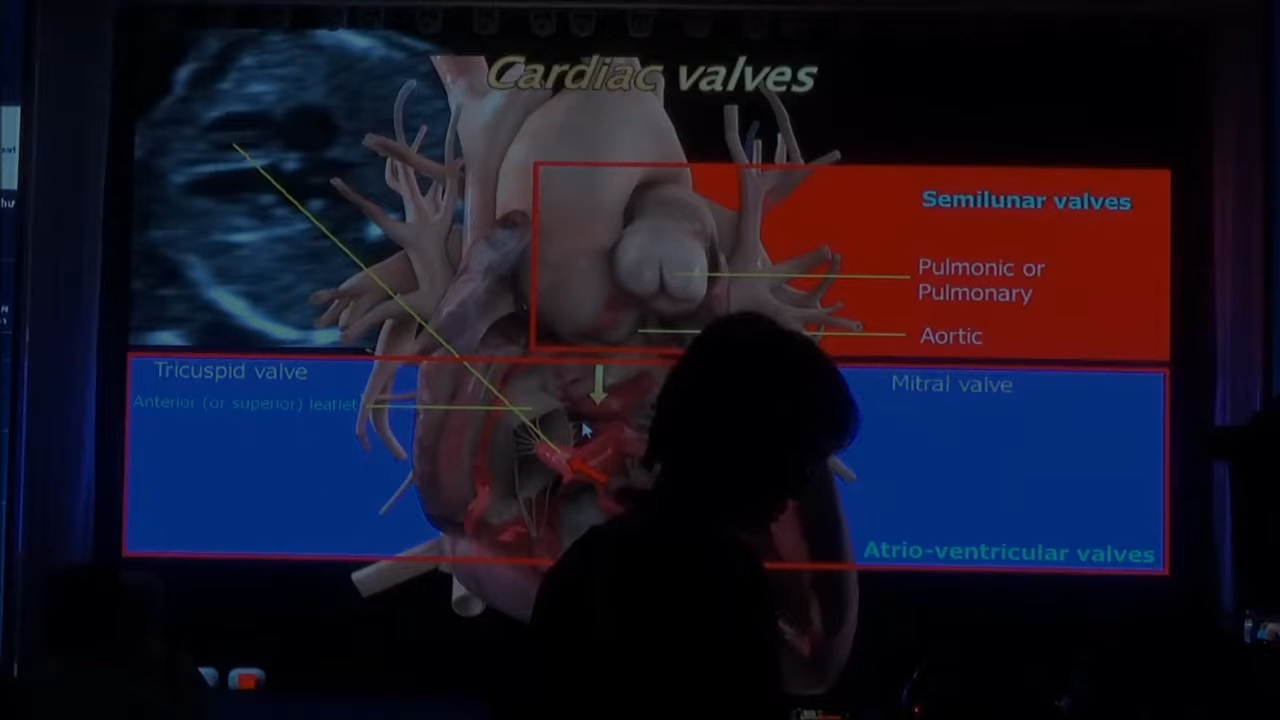 Cardiac valves
Semilunar valves
Pulmonic or
Pulmonary
Aortic
Tricuspid valve
Anterior (or superior) leaflet
Mitral valve
Atrio-ventricular valves